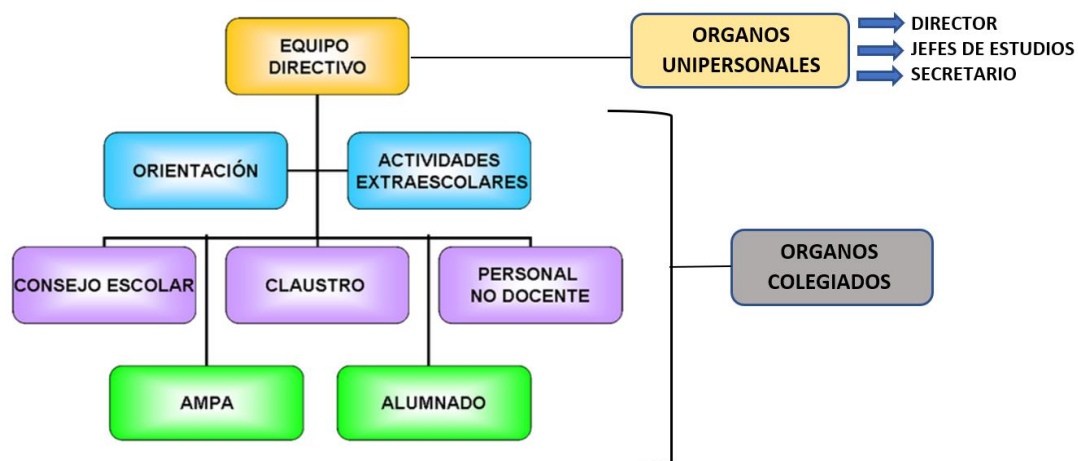 EQUIPO
DIRECTIVO
ORGANOS
UNIPERSONALES
DIRECTOR
JEFES DE ESTUDIOS
SECRETARIO
ORIENTACIÓN
ACTIVIDADES
EXTRAESCOLARES
CONSEJO ESCOLAR
CLAUSTRO
PERSONAL
NO DOCENTE
ORGANOS
COLEGIADOS
AMPA
ALUMNADO